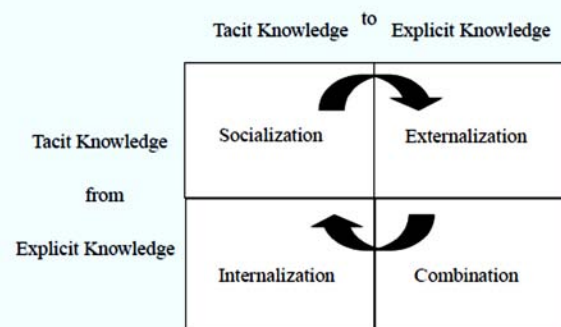 Tacit Knowledge to Explicit Knowledge
Socialization Externalization
Tacit Knowledge
from
Explicit Knowledge
Internalization Combination